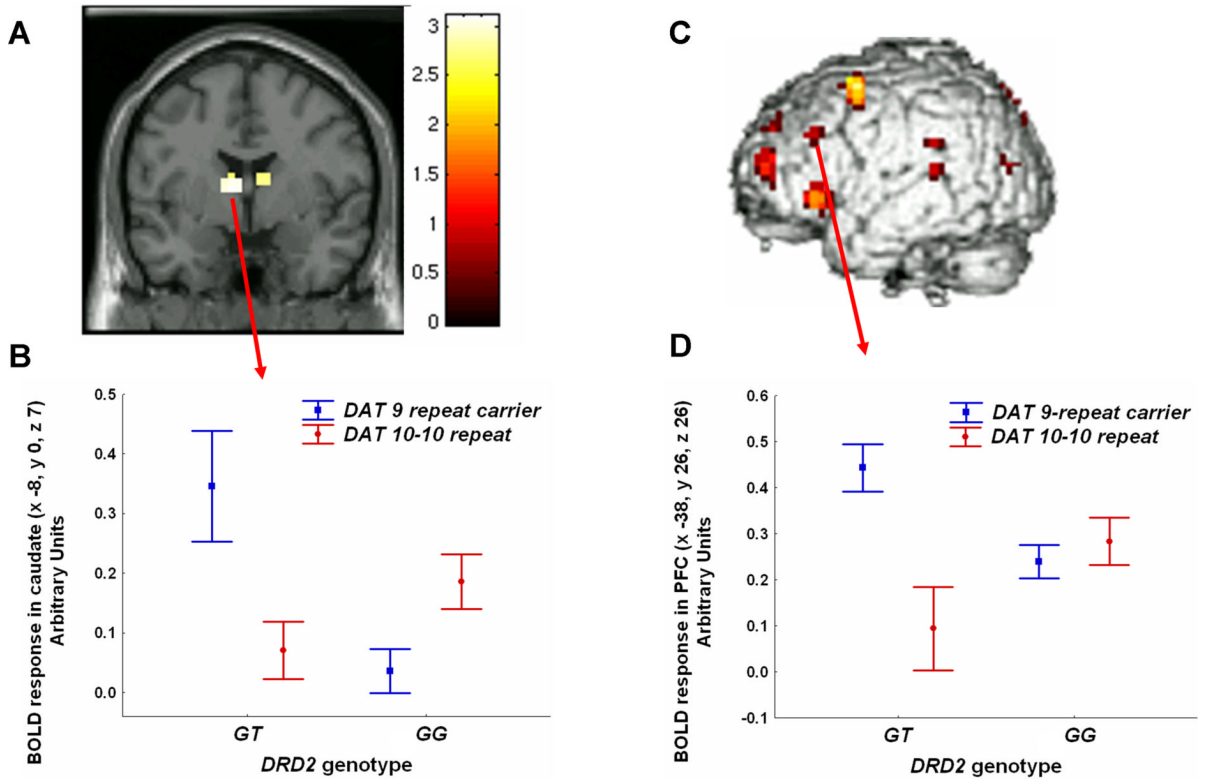 A
3
2.5
2
1.5
1
0.5
0
C
B
BOLD response in caudate (x -8, y 0, z 7)
Arbitrary Units
0.5
0.4
0.3
0.2
0.1
0.0
DAT 9 repeat carrier
DAT 10-10 repeat
GT
GG
DRD2 genotype
D
BOLD response in PFC (x -38, y 26, z 26)
Arbitrary Units
0.6
0.5
0.4
0.3
0.2
0.1
0.0
-0.1
DAT 9-repeat carrier
DAT 10-10 repeat
GT
GG
DRD2 genotype